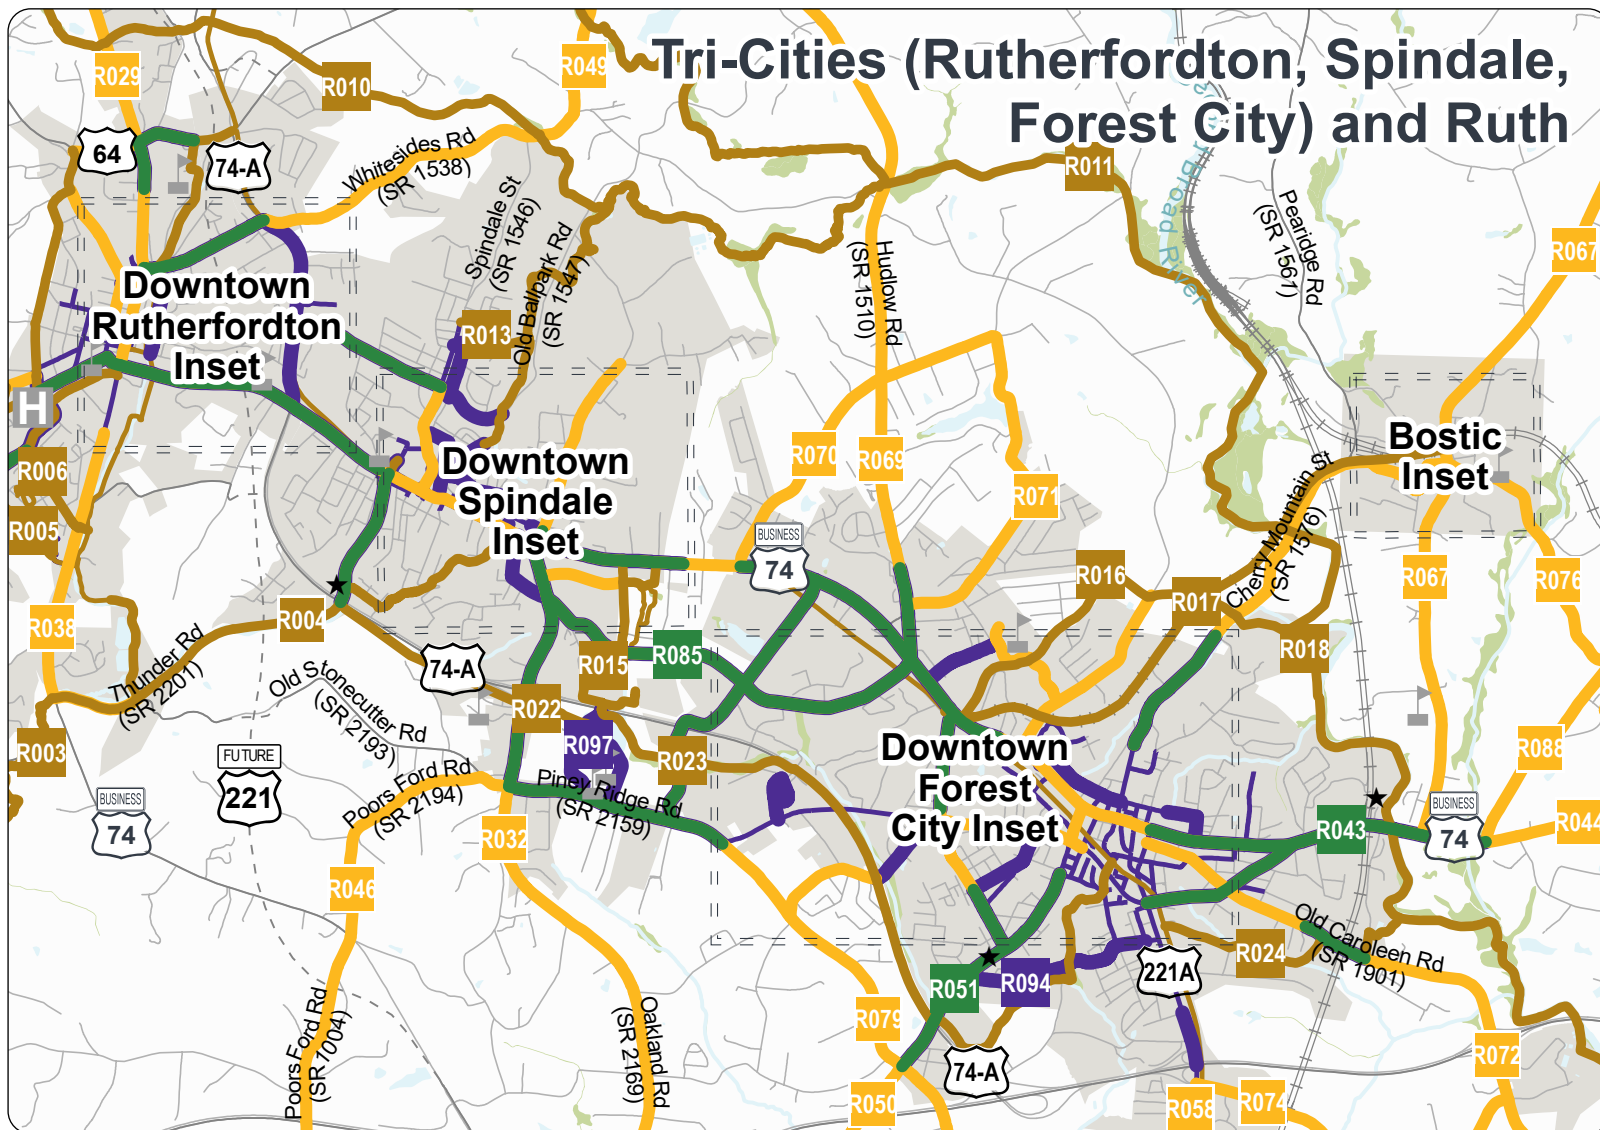 Tri-Cities (Rutherfordton, Spindale,
Forest City) and Ruth
R029
R010
R049
64
74-A
Whitesides Rd
(SR 1538)
R011
Broad River
Pearidge Rd
(SR 1561)
R067
Spindale St
(SR 1546)
Old Ballpark Rd
(SR 1547)
Hudlow Rd
(SR 1510)
Downtown
Rutherfordton
Inset
R013
H
R006
R005
Downtown
Spindale
Inset
R070
R069
R071
Bostic
Inset
Cherry Mountain St
(SR 1576)
BUSINESS
74
R016
R017
R067
R076
R038
R004
R018
Thunder Rd
(SR 2201)
Old Stonecutter Rd
(SR 2193)
74-A
R015
R085
R003
R022
R097
R023
FUTURE
221
Poors Ford Rd
(SR 2194)
Piney Ridge Rd
(SR 2159)
Downtown
Forest
City Inset
R088
BUSINESS
74
R032
R043
BUSINESS
74
R044
R046
Old Caroleen Rd
(SR 1901)
R024
221A
R051
R094
Poors Ford Rd
(SR 1004)
Oakland Rd
(SR 2169)
R079
R072
74-A
R050
R058
R074